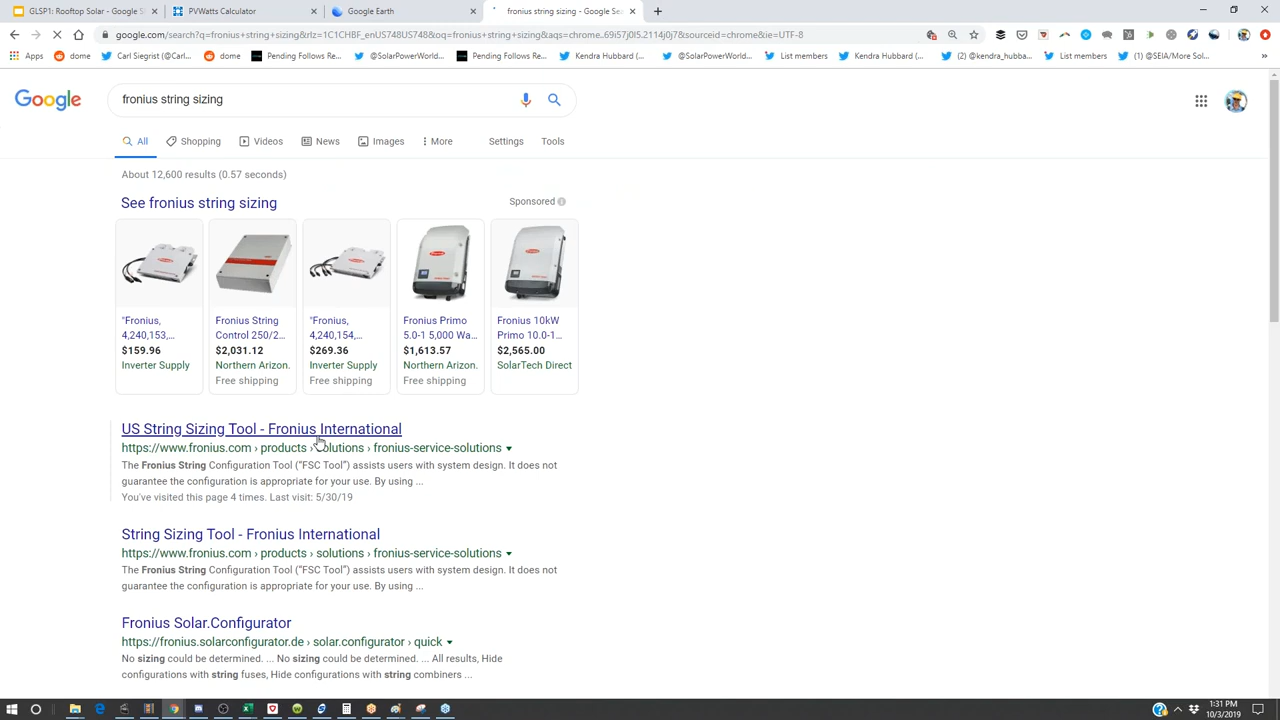 GLSP1: Rooftop Solar - Google S
PVWatts Calculator
Google Earth
fronius string sizing - Google Sea
google.com/search?q=fronius+string+sizing&rlz=1C1CHBF_enUS748US748&oq=fronius+string+sizing&aqs=chrome..69i57j0l5.2114j0j7&sourceid=chrome&ie=UTF-8
Apps
dome
Carl Siegrist (@Carl...
dome
Pending Follows Re...
@SolarPowerWorld...
Pending Follows Re...
Kendra Hubbard (...
@SolarPowerWorld...
List members
Kendra Hubbard (...
(2) @kendra_hubba...
List members
(1) @SEIA/More Sol...
Google
fronius string sizing
All
Shopping
Videos
News
Images
More
Settings
Tools
About 12,600 results (0.57 seconds)
See fronius string sizing
Sponsored
"Fronius,
4,240,153,...
$159.96
Inverter Supply
Fronius String
Control 250/2...
$2,031.12
Northern Arizon.
Free shipping
"Fronius,
4,240,154,...
$269.36
Inverter Supply
Free shipping
Fronius Primo
5.0-1 5,000 Wa...
$1,613.57
Northern Arizon.
Free shipping
Fronius 10kW
Primo 10.0-1...
$2,565.00
SolarTech Direct
US String Sizing Tool - Fronius International
https://www.fronius.com › products › solutions › fronius-service-solutions
The Fronius String Configuration Tool ("FSC Tool") assists users with system design. It does not
guarantee the configuration is appropriate for your use. By using ...
You've visited this page 4 times. Last visit: 5/30/19
String Sizing Tool - Fronius International
https://www.fronius.com › products › solutions › fronius-service-solutions
The Fronius String Configuration Tool ("FSC Tool") assists users with system design. It does not
guarantee the configuration is appropriate for your use. By using ...
Fronius Solar.Configurator
https://fronius.solarconfigurator.de › solar.configurator › quick
No sizing could be determined. ... No sizing could be determined. ... All results, Hide
configurations with string fuses, Hide configurations with string combiners ...
1:31 PM
10/3/2019